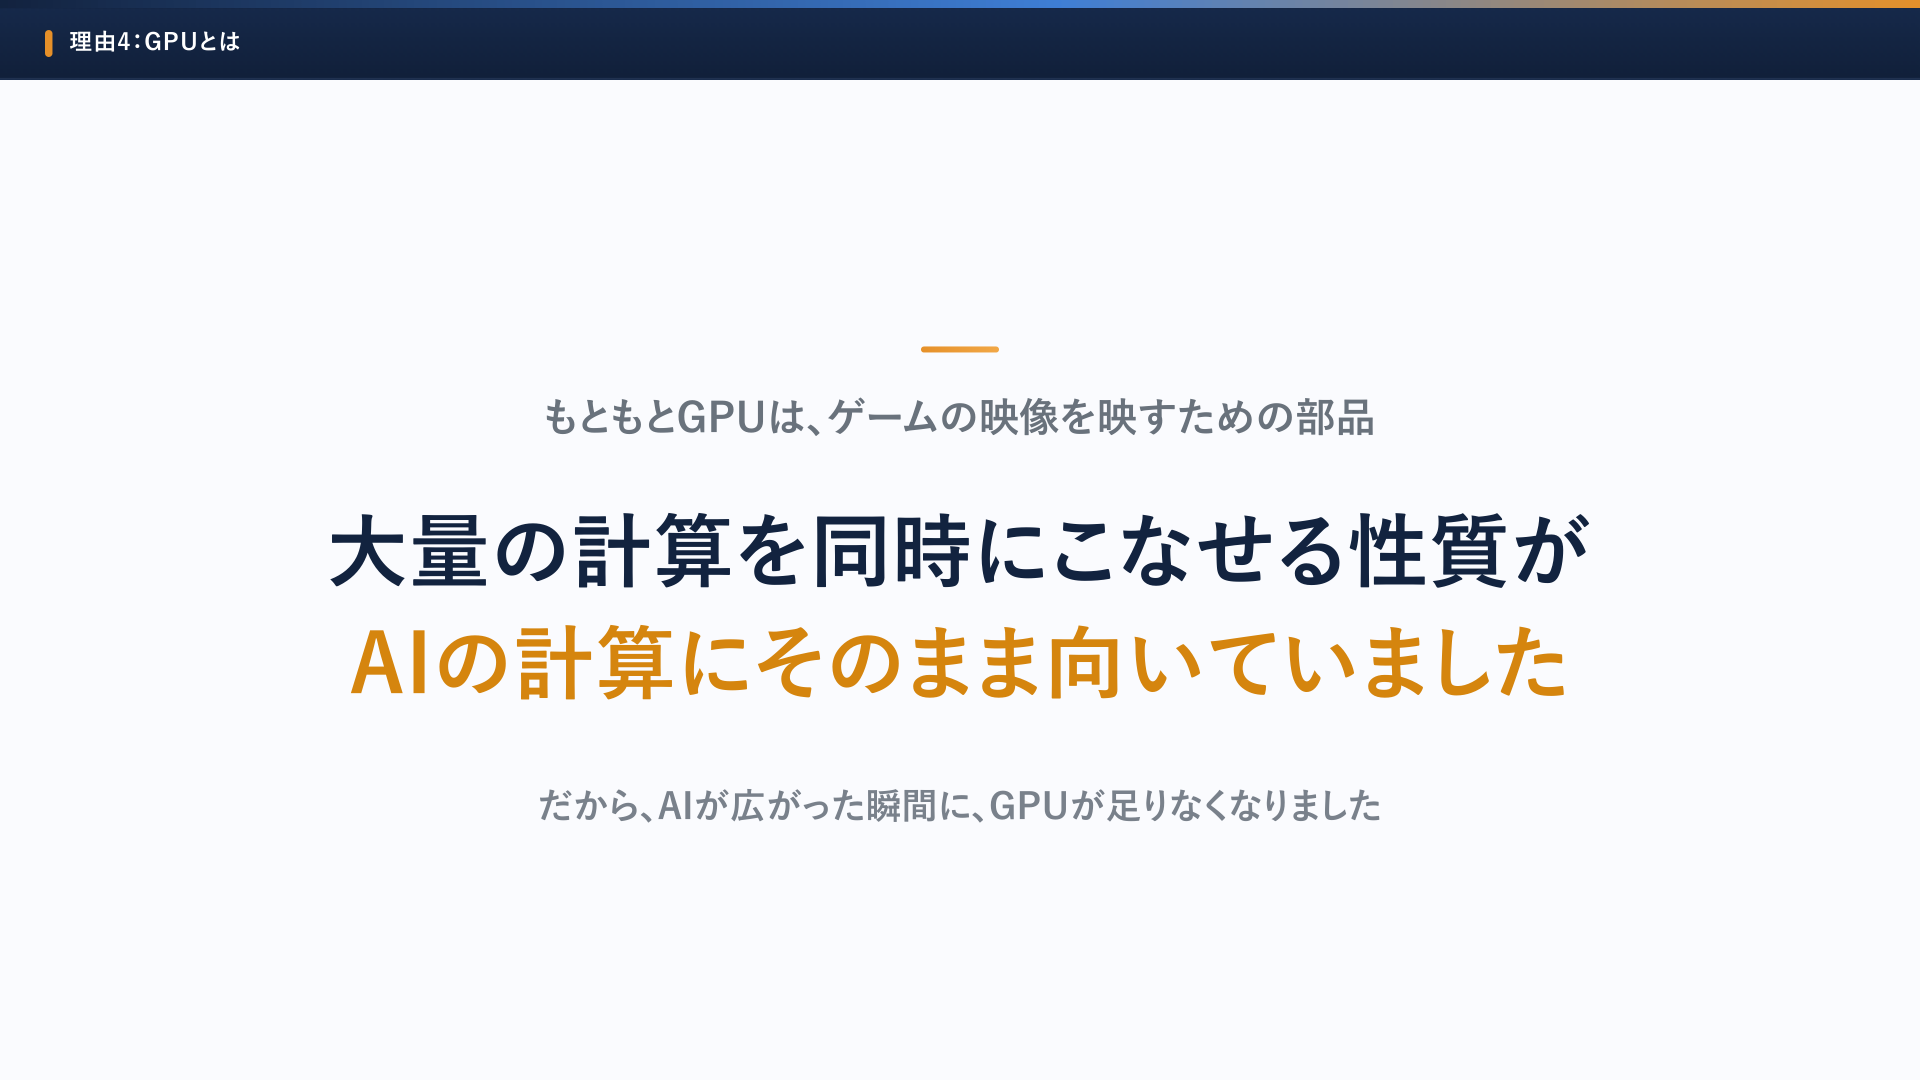 理由4：GPUとは
もともとGPUは、ゲームの映像を映すための部品
大量の計算を同時にこなせる性質が
AIの計算にそのまま向いていました
だから、AIが広がった瞬間に、GPUが足りなくなりました